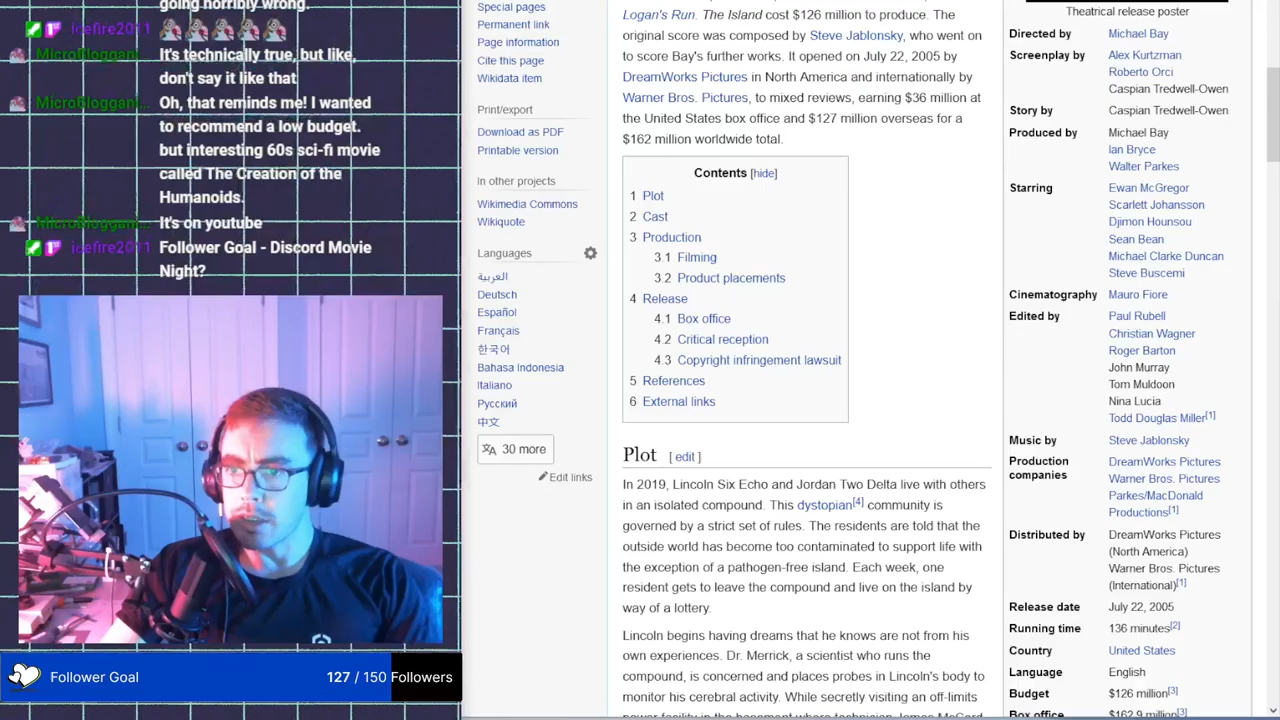 going horribly wrong.
icefire2011
MicroBloggani...
It's technically true, but like,
don't say it like that
MicroBloggani...
Oh, that reminds me! I wanted
to recommend a low budget.
but interesting 60s sci-fi movie
called The Creation of the
Humanoids.
MicroBloggani...
It's on youtube
icefire2011
Follower Goal - Discord Movie
Night?
Follower Goal
127 / 150 Followers
Special pages
Permanent link
Page information
Cite this page
Wikidata item
Print/export
Download as PDF
Printable version
In other projects
Wikimedia Commons
Wikiquote
Languages
العربية
Deutsch
Español
Français
한국어
Bahasa Indonesia
Italiano
Русский
中文
30 more
Edit links
Logan's Run. The Island cost $126 million to produce. The
original score was composed by Steve Jablonsky, who went on
to score Bay's further works. It opened on July 22, 2005 by
DreamWorks Pictures in North America and internationally by
Warner Bros. Pictures, to mixed reviews, earning $36 million at
the United States box office and $127 million overseas for a
$162 million worldwide total.
Contents [hide]
1 Plot
2 Cast
3 Production
3.1 Filming
3.2 Product placements
4 Release
4.1 Box office
4.2 Critical reception
4.3 Copyright infringement lawsuit
5 References
6 External links
Plot [ edit ]
In 2019, Lincoln Six Echo and Jordan Two Delta live with others
in an isolated compound. This dystopian[4] community is
governed by a strict set of rules. The residents are told that the
outside world has become too contaminated to support life with
the exception of a pathogen-free island. Each week, one
resident gets to leave the compound and live on the island by
way of a lottery.
Lincoln begins having dreams that he knows are not from his
own experiences. Dr. Merrick, a scientist who runs the
compound, is concerned and places probes in Lincoln's body to
monitor his cerebral activity. While secretly visiting an off-limits
power facility in the basement where technician James McCord
Theatrical release poster
Directed by Michael Bay
Screenplay by Alex Kurtzman
Roberto Orci
Caspian Tredwell-Owen
Story by Caspian Tredwell-Owen
Produced by Michael Bay
Ian Bryce
Walter Parkes
Starring Ewan McGregor
Scarlett Johansson
Djimon Hounsou
Sean Bean
Michael Clarke Duncan
Steve Buscemi
Cinematography Mauro Fiore
Edited by Paul Rubell
Christian Wagner
Roger Barton
John Murray
Tom Muldoon
Nina Lucia
Todd Douglas Miller[1]
Music by Steve Jablonsky
Production companies DreamWorks Pictures
Warner Bros. Pictures
Parkes/MacDonald
Productions[1]
Distributed by DreamWorks Pictures
(North America)
Warner Bros. Pictures
(International)[1]
Release date July 22, 2005
Running time 136 minutes[2]
Country United States
Language English
Budget $126 million[3]
Box office $162.9 million[3]